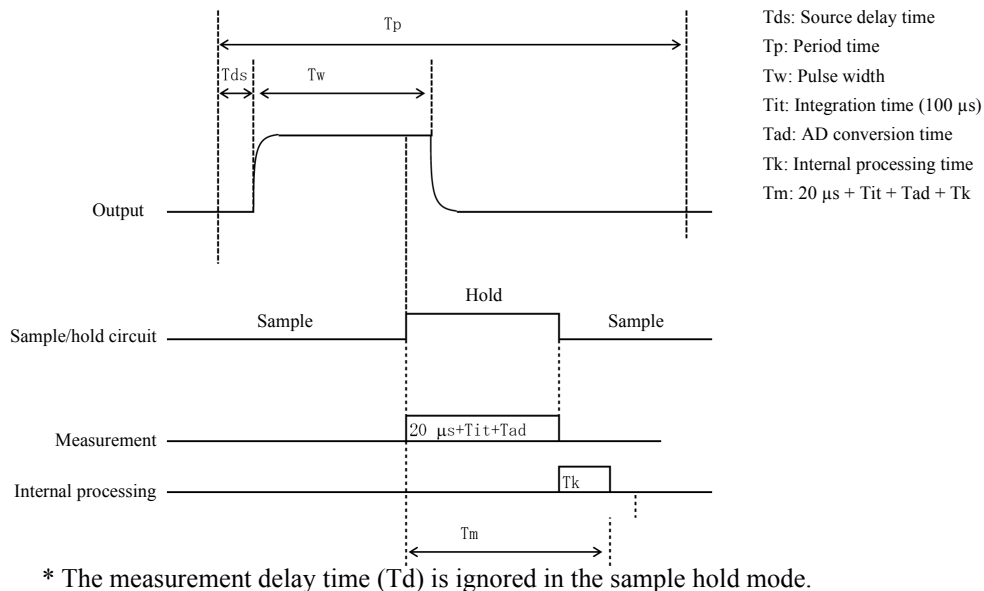 Tp
Tds: Source delay time
Tp: Period time
Tds
Tw
Tw: Pulse width
Tit: Integration time (100 µs)
Tad: AD conversion time
Tk: Internal processing time
Tm: 20 µs + Tit + Tad + Tk
Output
Hold
Sample
Sample
Sample/hold circuit
20 µs+Tit+Tad
Measurement
Tk
Internal processing
Tm
* The measurement delay time (Td) is ignored in the sample hold mode.